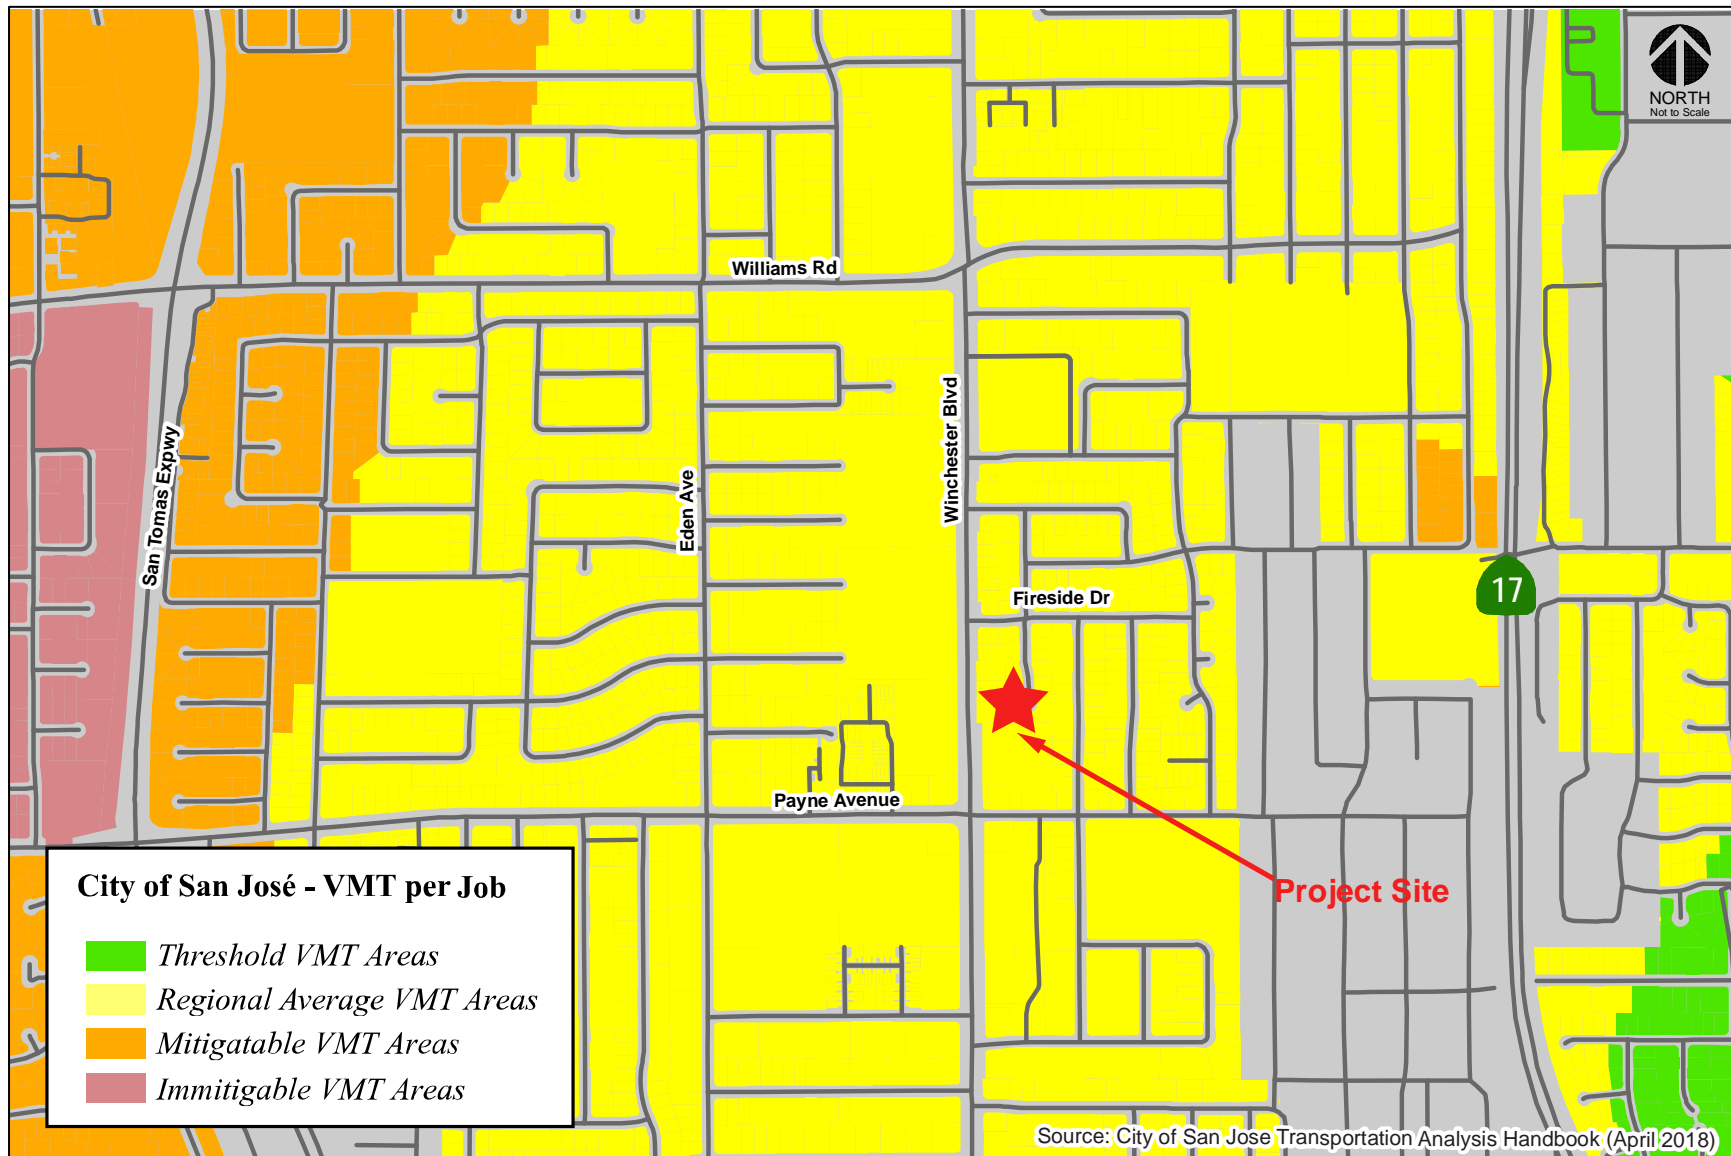 NORTH
Not to Scale
Williams Rd
Winchester Blvd
San Tomas Expwy
Eden Ave
17
Fireside Dr
Payne Avenue
Project Site
City of San José - VMT per Job
Threshold VMT Areas
Regional Average VMT Areas
Mitigatable VMT Areas
Immitigable VMT Areas
Source: City of San Jose Transportation Analysis Handbook (April 2018)